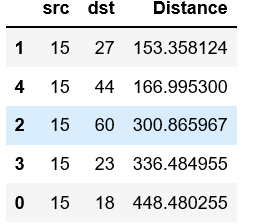 src dst Distance
1 15 27 153.358124
4 15 44 166.995300
2 15 60 300.865967
3 15 23 336.484955
0 15 18 448.480255